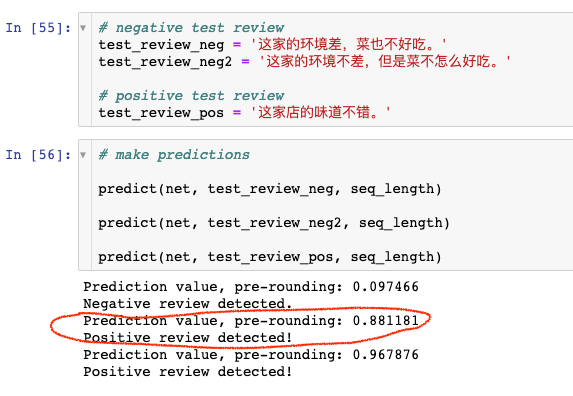 In [55]:
# negative test review
test_review_neg = '这家的环境差，菜也不好吃。'
test_review_neg2 = '这家的环境不差，但是菜不怎么好吃。'
# positive test review
test_review_pos = '这家店的味道不错。'
In [56]:
# make predictions
predict(net, test_review_neg, seq_length)
predict(net, test_review_neg2, seq_length)
predict(net, test_review_pos, seq_length)
Prediction value, pre-rounding: 0.097466
Negative review detected.
Prediction value, pre-rounding: 0.881181
Positive review detected!
Prediction value, pre-rounding: 0.967876
Positive review detected!